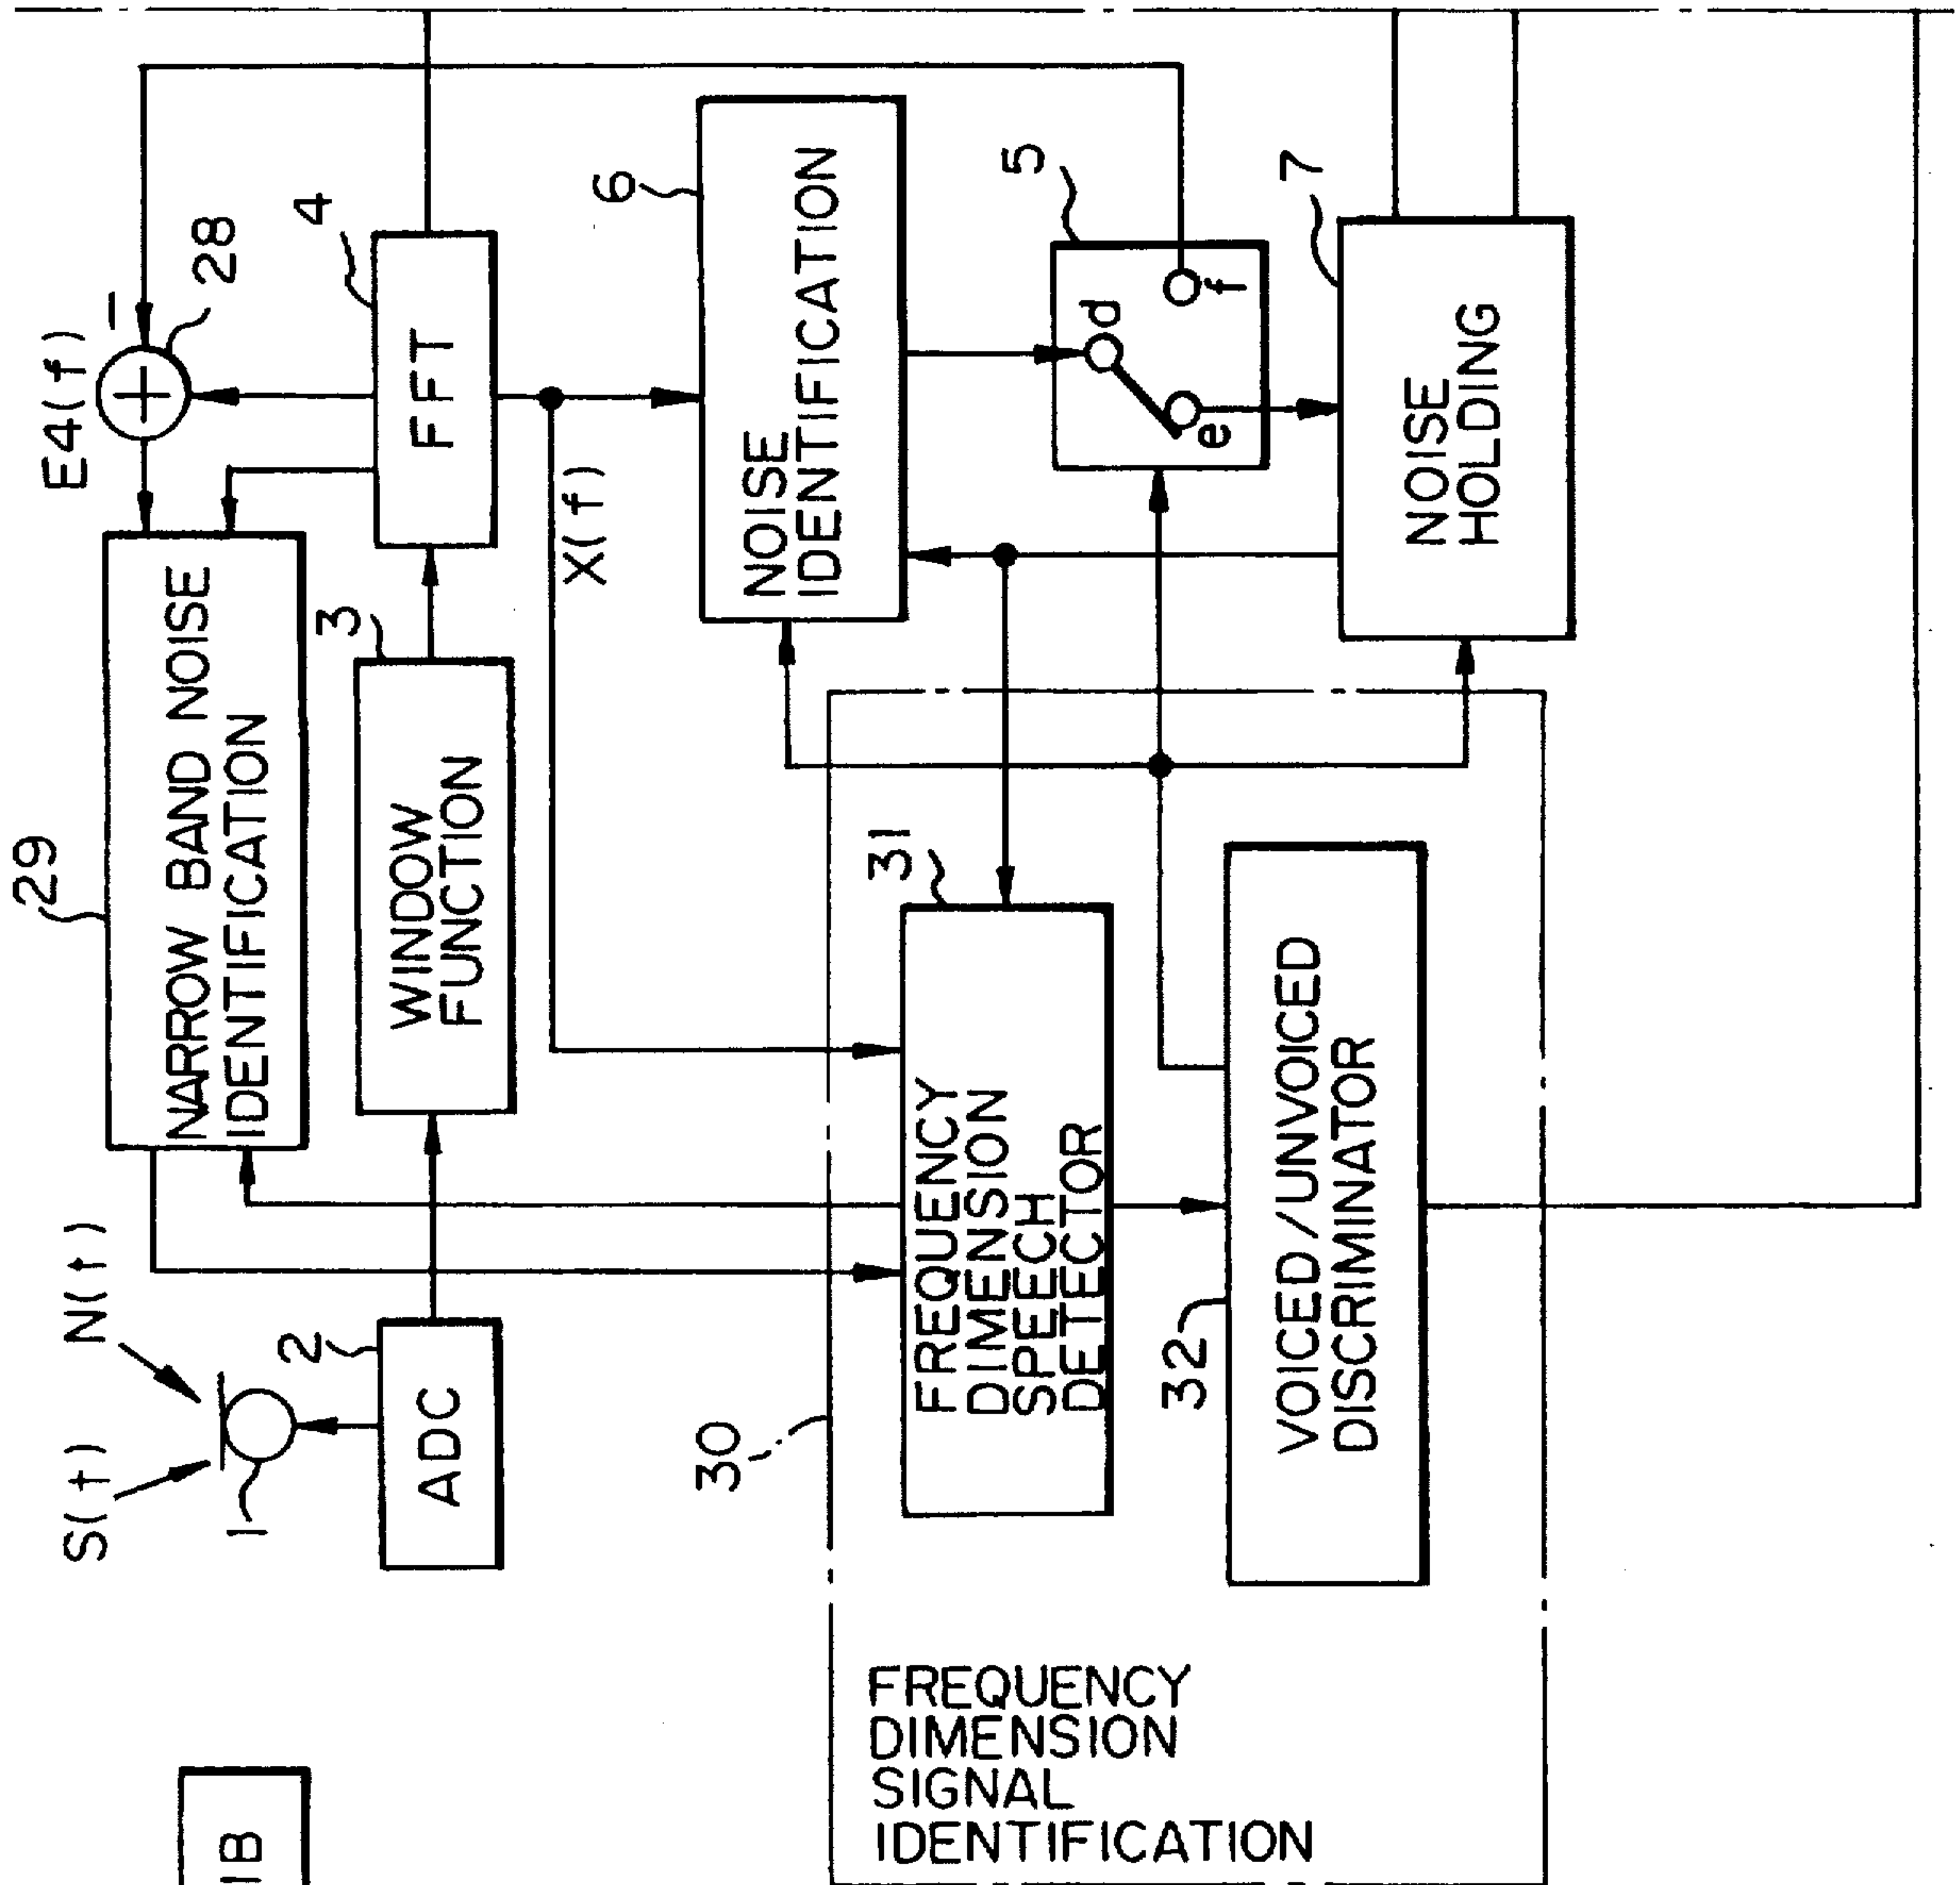 29
NARROW BAND NOISE
IDENTIFICATION
E4(f)
−
28
S(t)
N(t)
1
2
ADC
3
WINDOW
FUNCTION
4
FFT
X(f)
6
NOISE
IDENTIFICATION
5
d
e
f
7
NOISE
HOLDING
30
31
FREQUENCY
DIMENSION
SPEECH
DETECTOR
32
VOICED/UNVOICED
DISCRIMINATOR
FREQUENCY
DIMENSION
SIGNAL
IDENTIFICATION